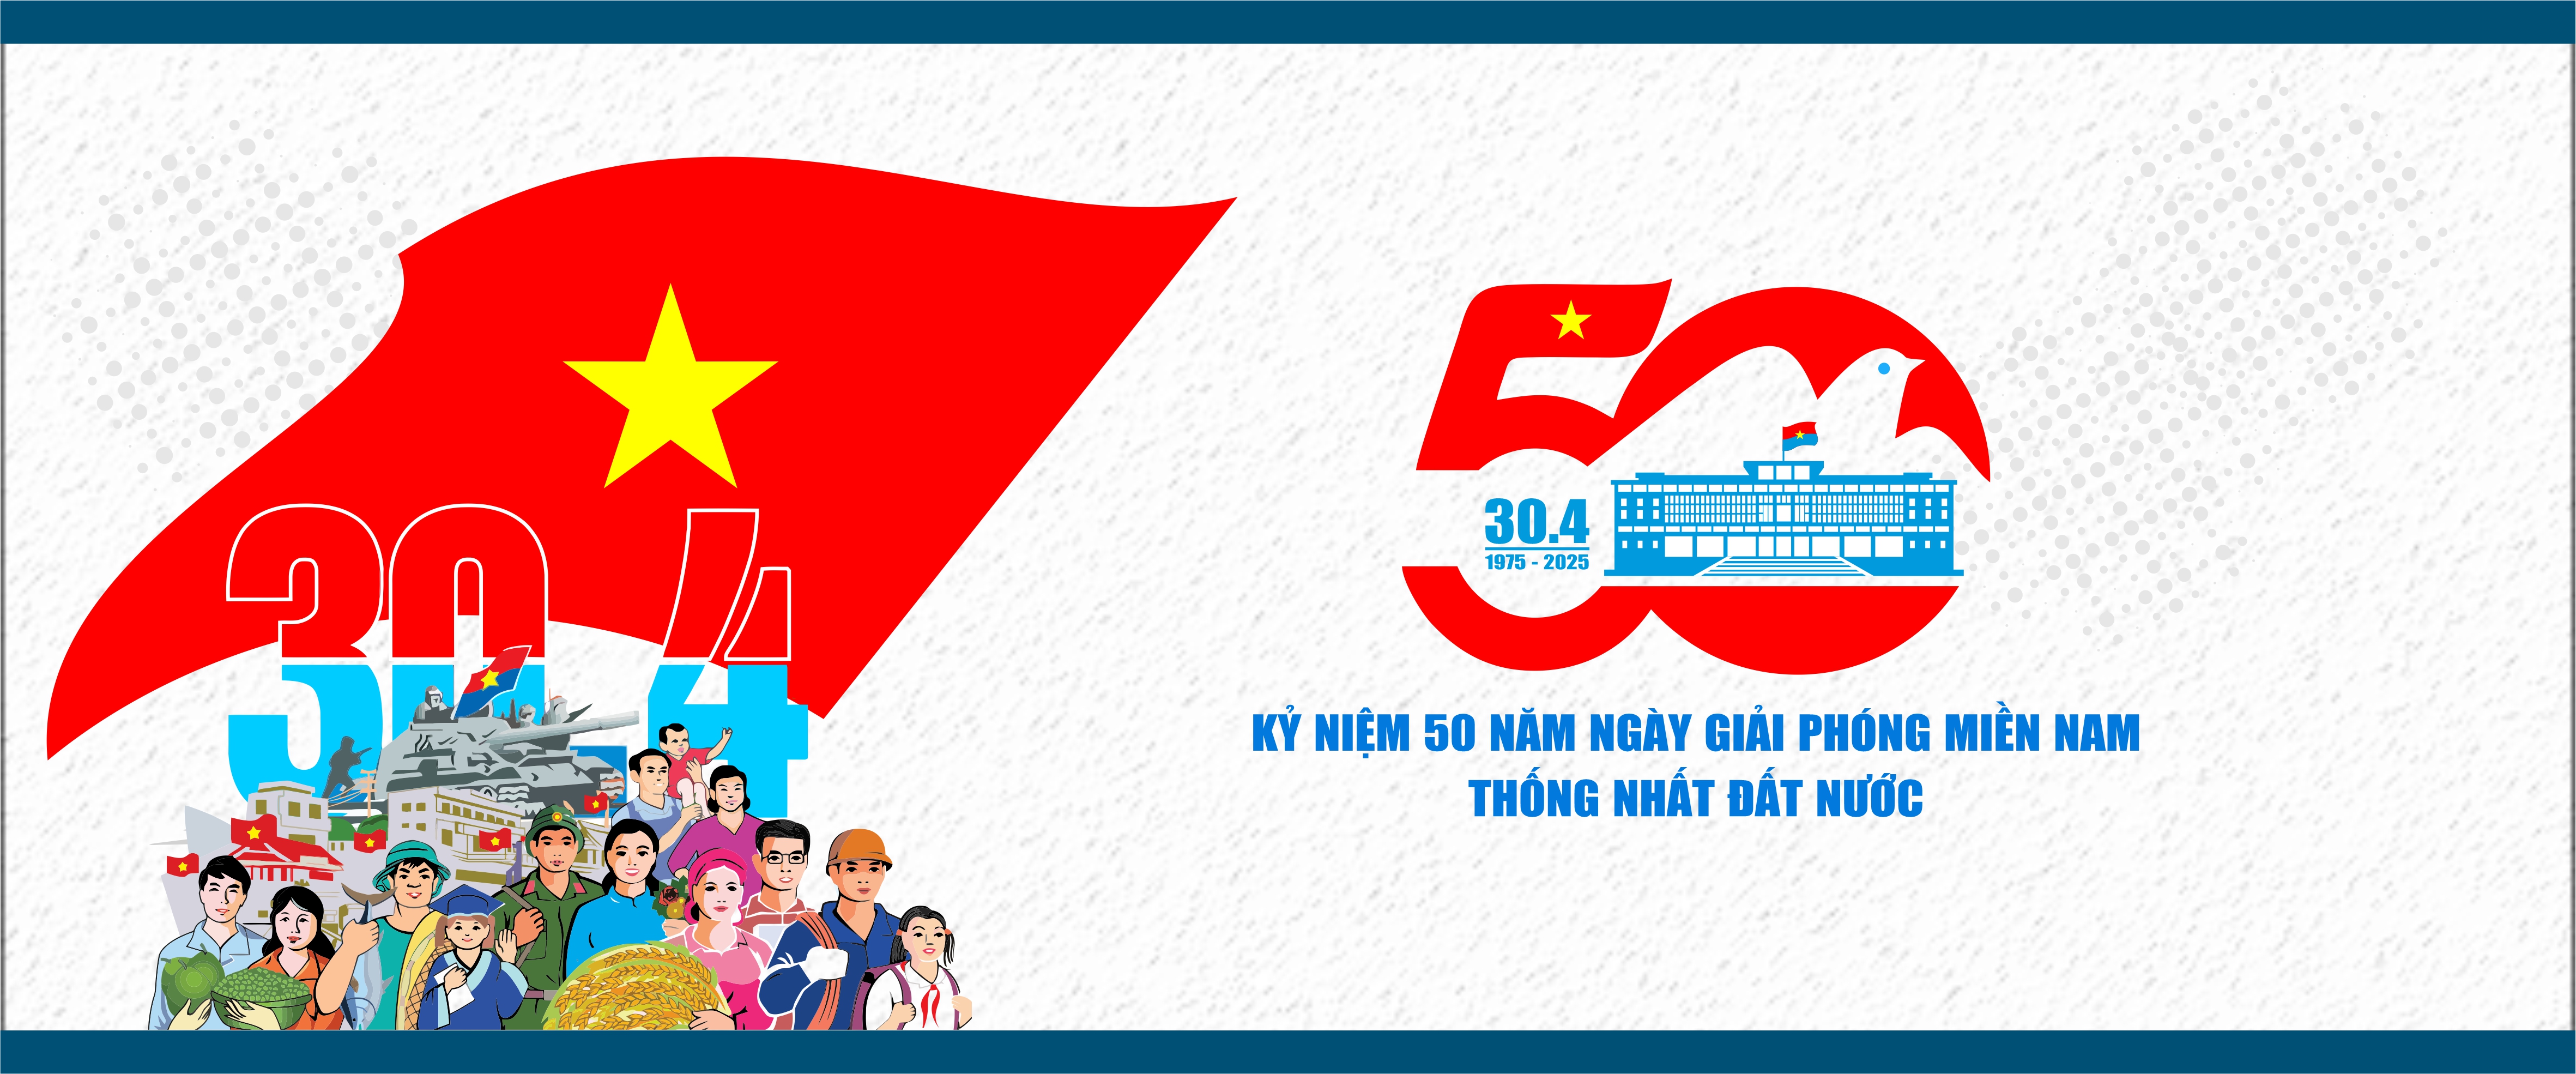 30.4
50
30.4
1975 - 2025
KỶ NIỆM 50 NĂM NGÀY GIẢI PHÓNG MIỀN NAM
THỐNG NHẤT ĐẤT NƯỚC